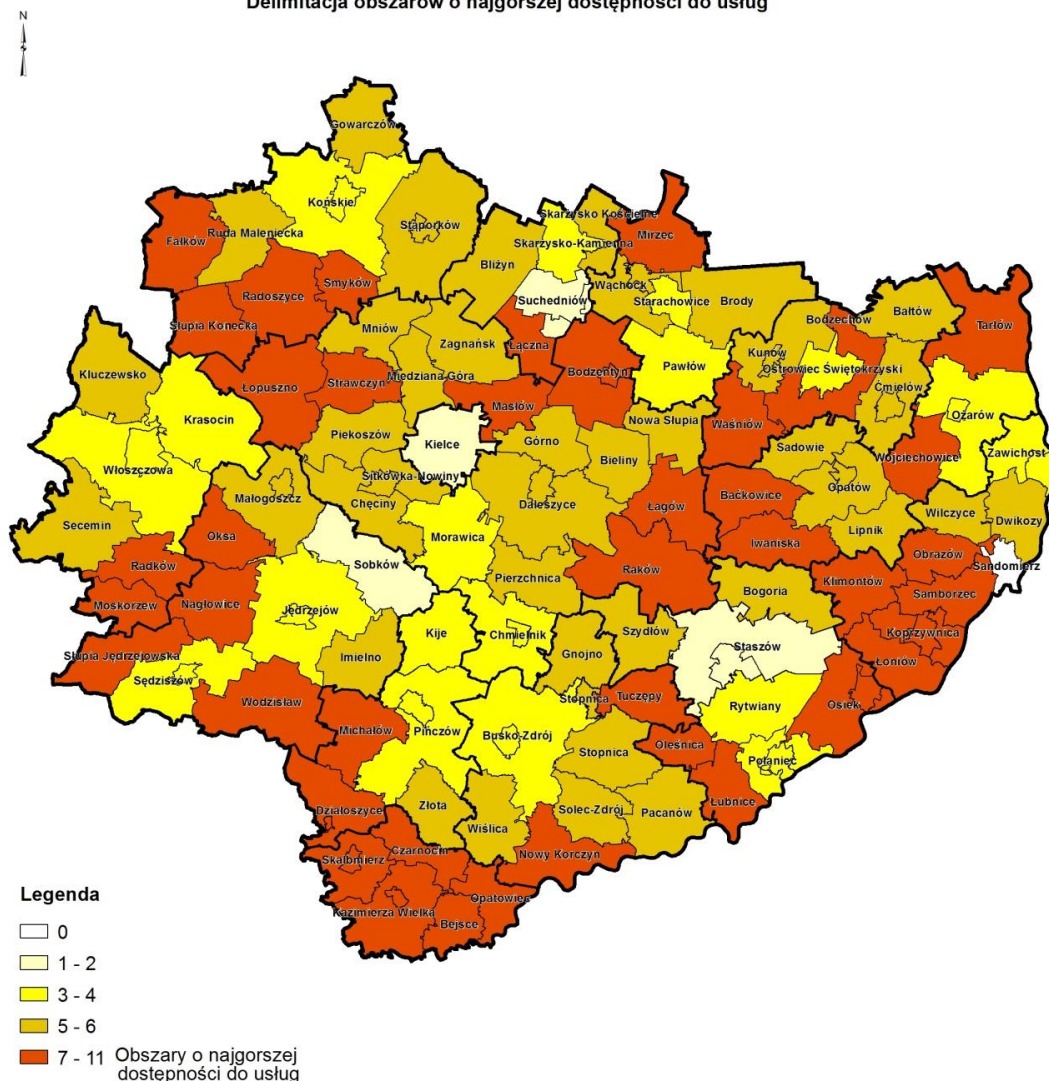 Delimitacja obszarów o najgorszej dostępności do usług
N
Gowarczów
Końskie
Stąporków
Fałków
Ruda Maleniecka
Skarżysko Kościelne
Skarżysko-Kamienna
Mirzec
Bliżyn
Smyków
Radoszyce
Suchedniów
Wąchock
Starachowice
Brody
Słupia Konecka
Mniów
Zagnańsk
Łączna
Bodzechów
Bałtów
Tarłów
Kluczewsko
Łopuszno
Strawczyn
Miedziana Góra
Bodzentyn
Pawłów
Kunów
Ostrowiec Świętokrzyski
Ćmielów
Krasocin
Masłów
Ożarów
Nowa Słupia
Waśniów
Piekoszów
Kielce
Górno
Bieliny
Sadowie
Wojciechowice
Zawichost
Włoszczowa
Sitkówka-Nowiny
Małogoszcz
Chęciny
Daleszyce
Łagów
Baćkowice
Opatów
Secemin
Wilczyce
Dwikozy
Oksa
Morawica
Lipnik
Iwaniska
Radków
Sobków
Raków
Obrazów
Sandomierz
Pierzchnica
Klimontów
Moskorzew
Nagłowice
Bogoria
Samborzec
Jędrzejów
Kije
Chmielnik
Szydłów
Koprzywnica
Staszów
Gnojno
Imielno
Słupia Jędrzejowska
Łoniów
Sędziszów
Wodzisław
Stopnica
Tuczępy
Rytwiany
Osiek
Michałów
Pińczów
Busko-Zdrój
Oleśnica
Stopnica
Połaniec
Działoszyce
Złota
Łubnice
Solec-Zdrój
Pacanów
Wiślica
Czarnocin
Nowy Korczyn
Skalbmierz
Opatowiec
Kazimierza Wielka
Bejsce
Legenda
0
1 - 2
3 - 4
5 - 6
7 - 11 Obszary o najgorszej
dostępności do usług